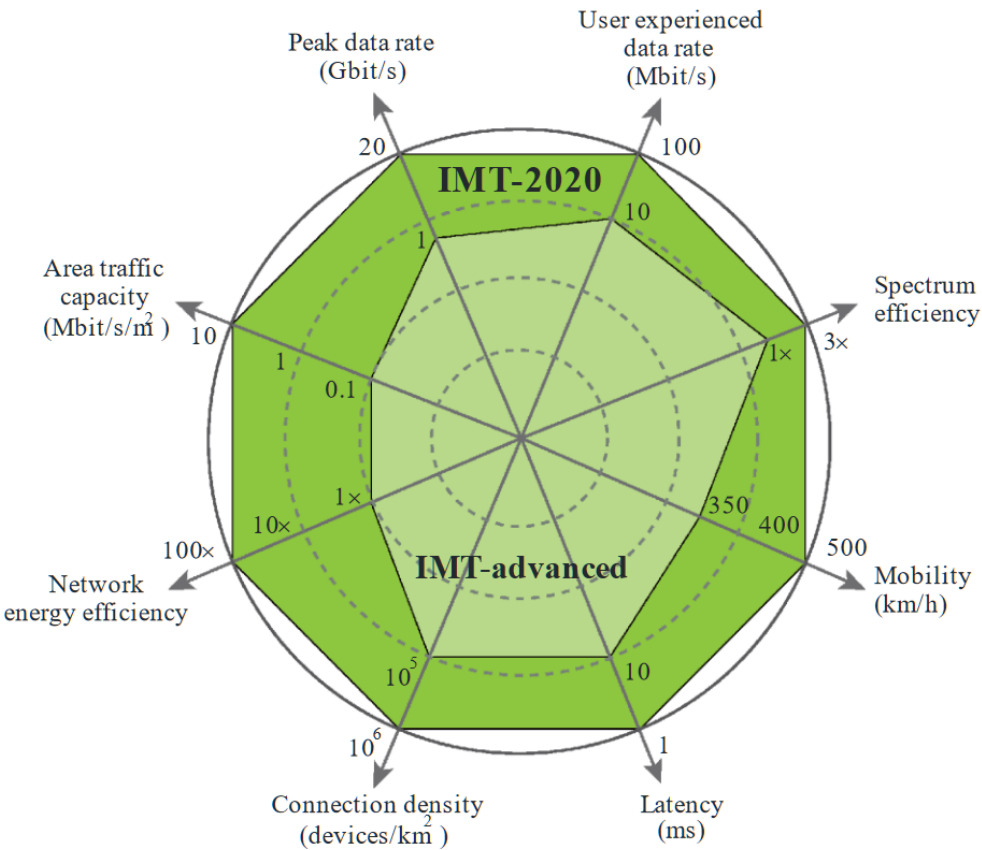 User experienced
data rate
(Mbit/s)
Peak data rate
(Gbit/s)
20
100
IMT-2020
10
1
Area traffic
capacity
(Mbit/s/m²)
10
1
0.1
Spectrum
efficiency
3×
1×
1×
10×
100×
350
400
500
Network
energy efficiency
IMT-advanced
Mobility
(km/h)
10⁵
10
10⁶
1
Connection density
(devices/km²)
Latency
(ms)